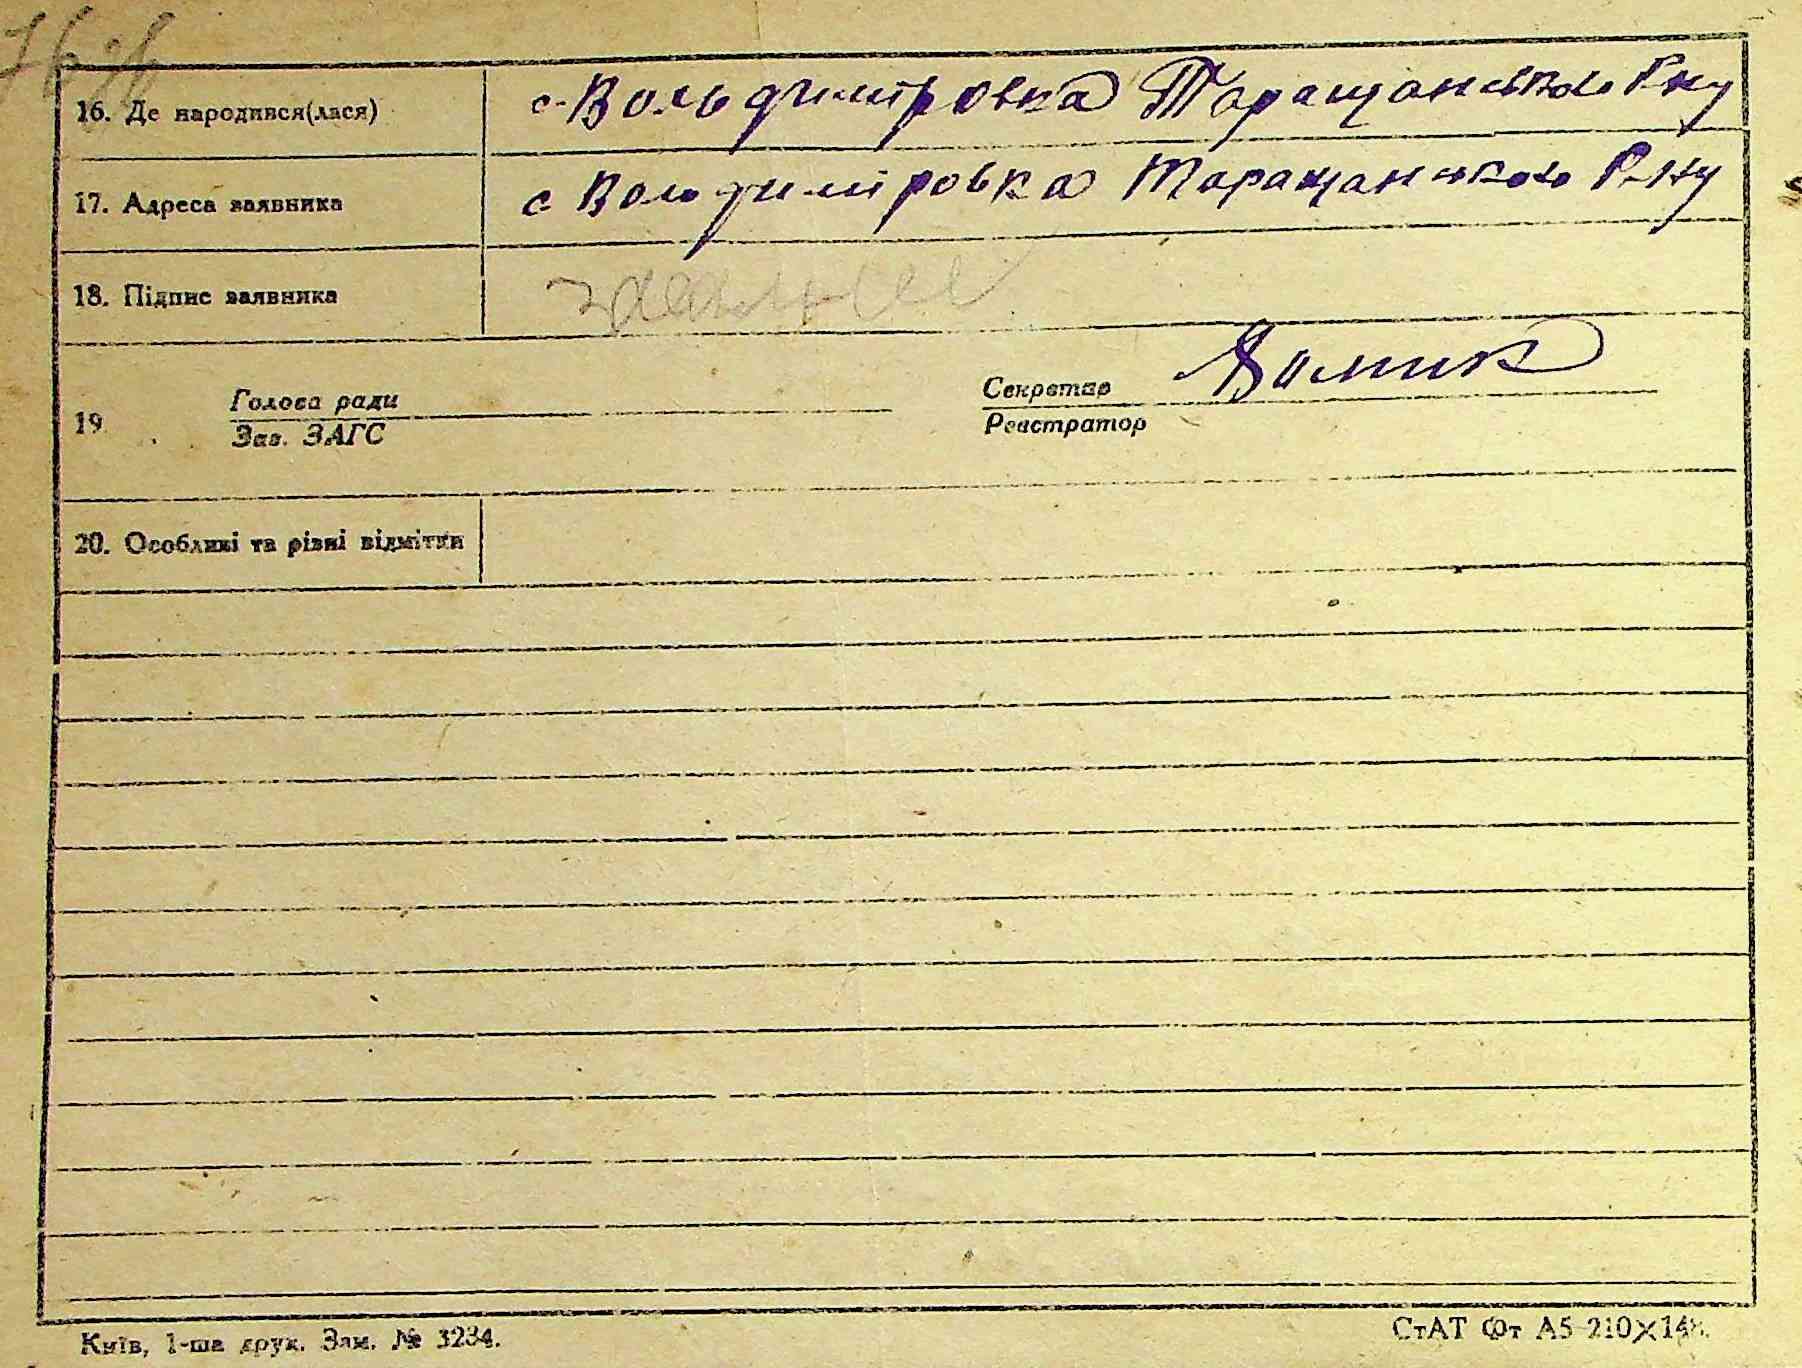 16. Де народився(лася) с. Вольдимировка Таращанського Рну
17. Адреса заявника с Вольдиміровка Таращанського Р-ну
18. Підпис заявника
19 Голова ради Секретар
Зав. ЗАГС Реєстратор
20. Особливі та різні відмітки
Київ, 1-ша друк. Зам. № 3234.
СтАТ Фт А5 210×148.